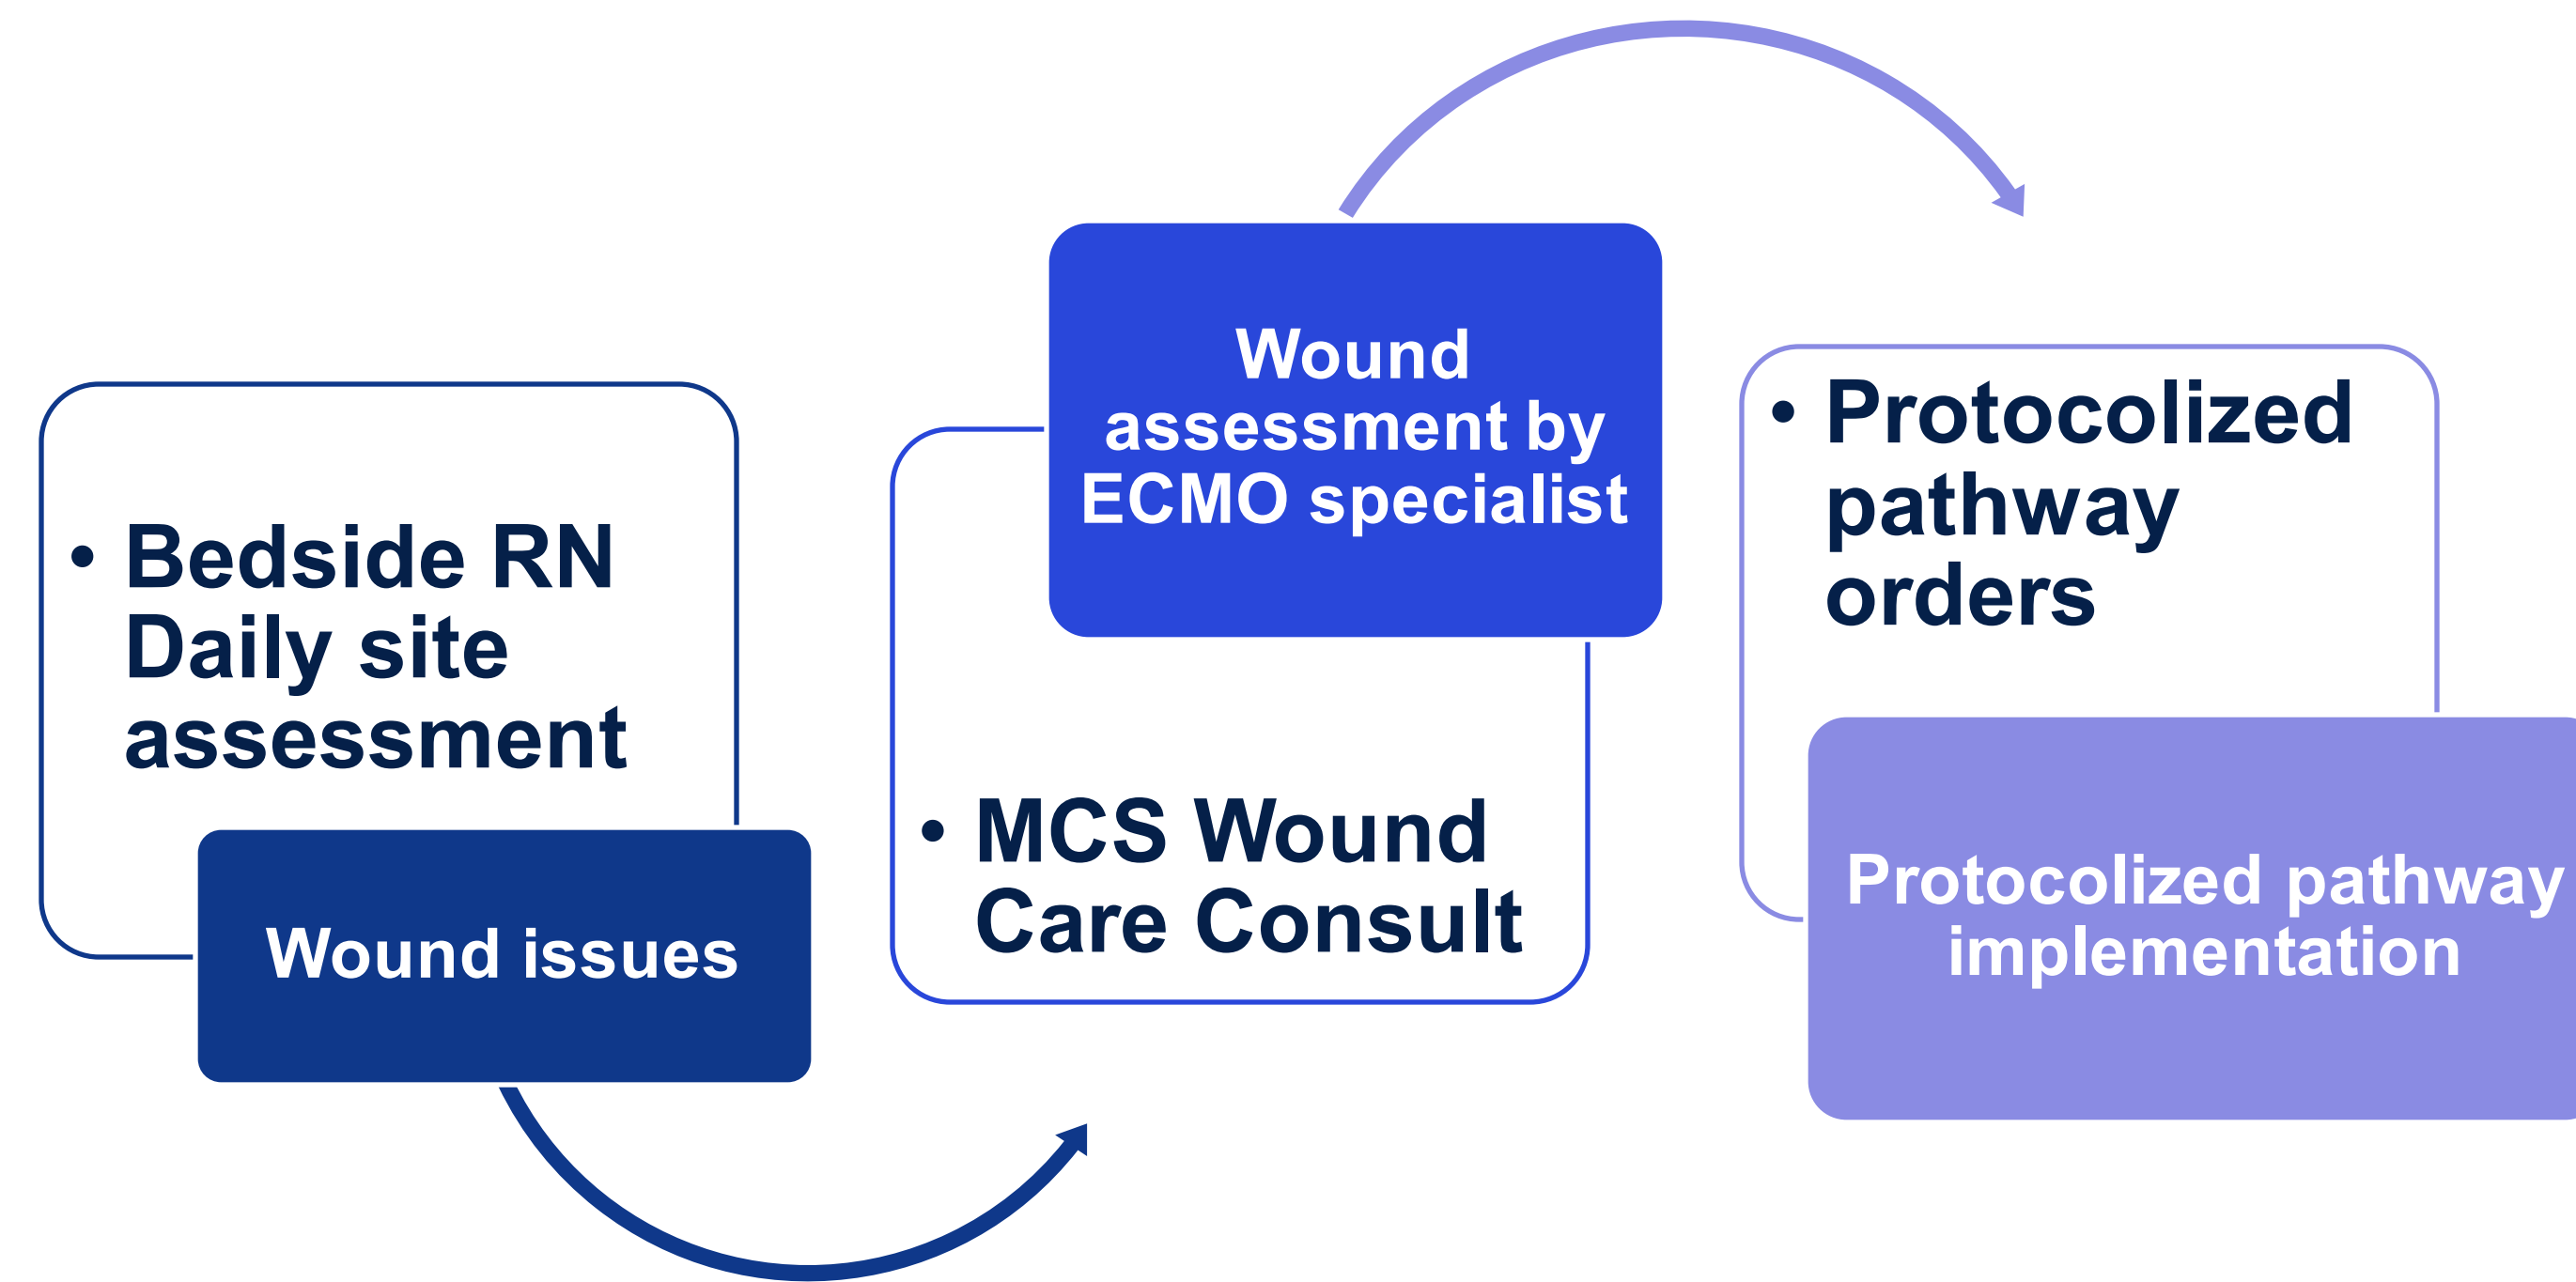 • Bedside RN
Daily site
assessment
Wound issues
Wound
assessment by
ECMO specialist
• MCS Wound
Care Consult
• Protocolized
pathway
orders
Protocolized pathway
implementation